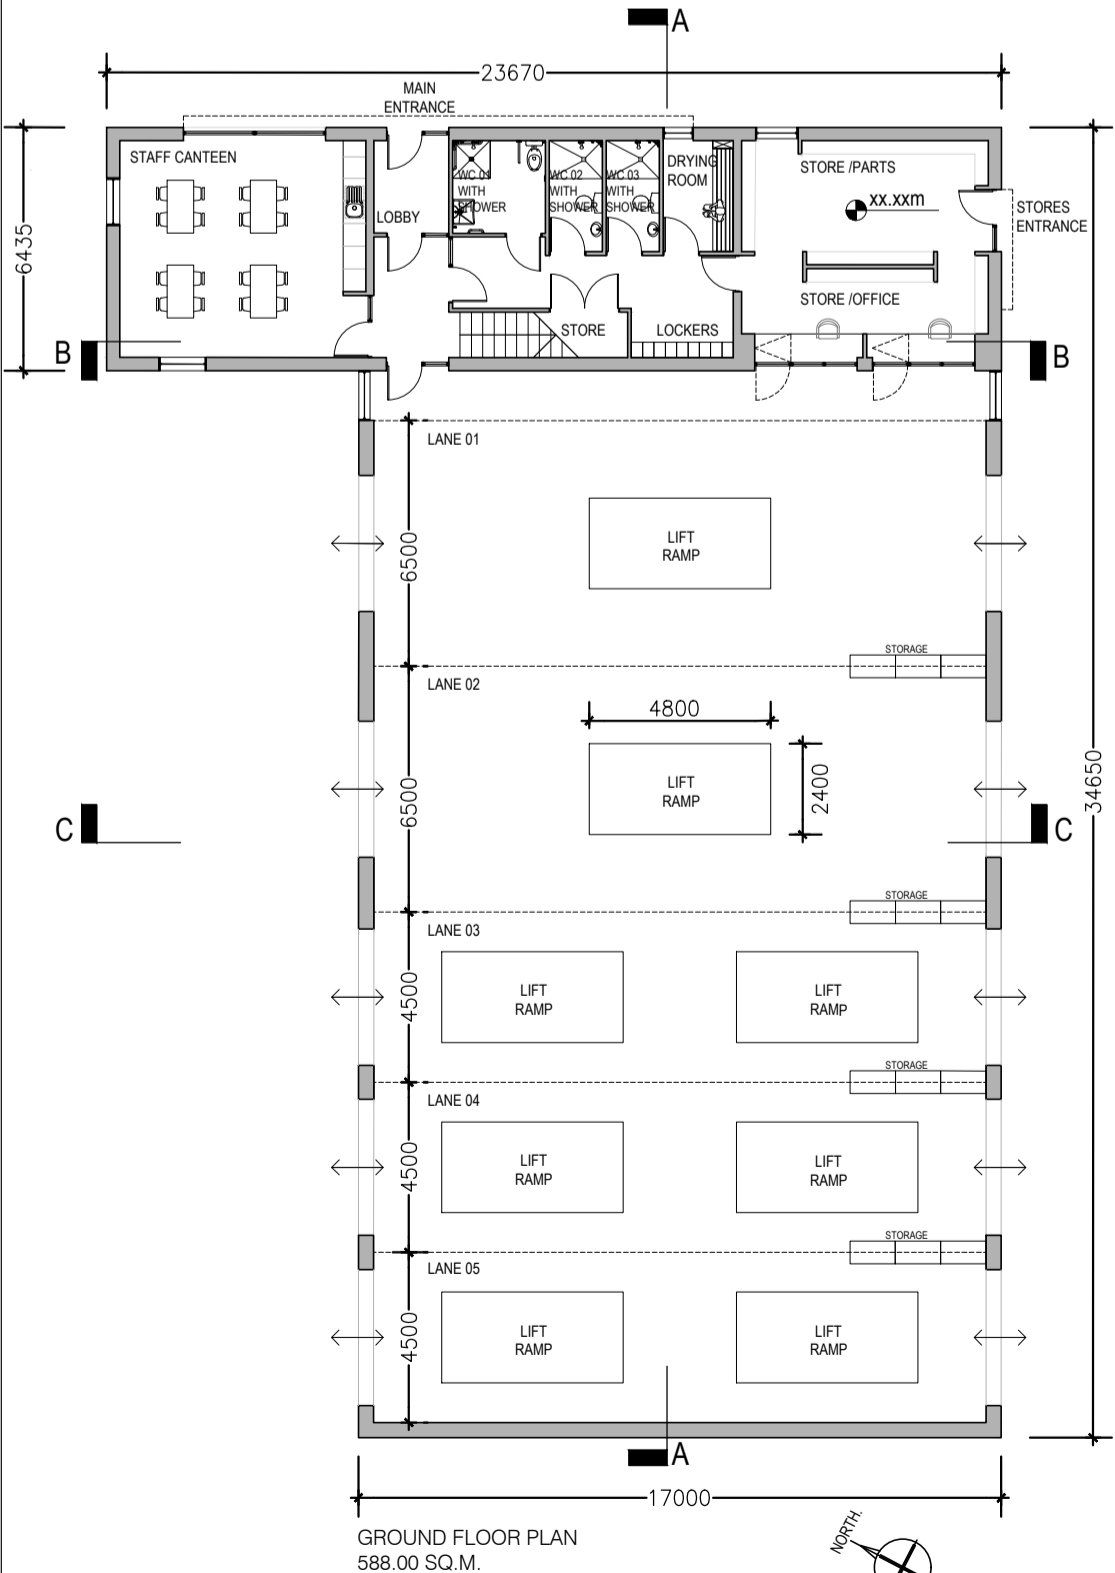 A
23670
MAIN
ENTRANCE
STAFF CANTEEN
WC 01
WITH
SHOWER
WC 02
WITH
SHOWER
WC 03
WITH
SHOWER
DRYING
ROOM
STORE /PARTS
xx.xxm
STORES
ENTRANCE
LOBBY
6435
STORE /OFFICE
STORE
LOCKERS
B
B
LANE 01
6500
LIFT
RAMP
STORAGE
LANE 02
4800
6500
LIFT
RAMP
2400
34650
C
C
STORAGE
LANE 03
4500
LIFT
RAMP
LIFT
RAMP
STORAGE
LANE 04
4500
LIFT
RAMP
LIFT
RAMP
STORAGE
LANE 05
4500
LIFT
RAMP
LIFT
RAMP
A
17000
GROUND FLOOR PLAN
588.00 SQ.M.
NORTH.